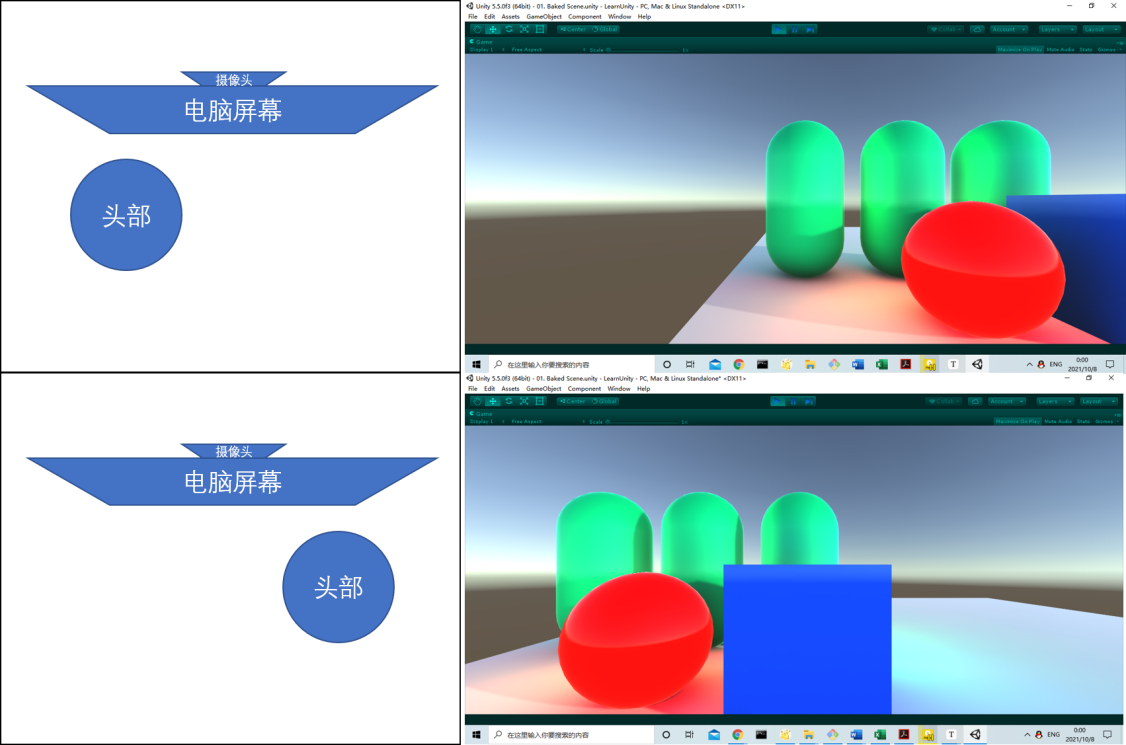 摄像头
电脑屏幕
头部
Unity 5.5.0f3 (64bit) - 01. Baked Scene.unity - LearnUnity - PC, Mac & Linux Standalone <DX11>
File Edit Assets GameObject Component Window Help
Center Global Collab Account Layers Layout
Game
Display 1 Free Aspect Scale 1x Maximize On Play Mute Audio Stats Gizmos
在这里输入你要搜索的内容
ENG
0:00
2021/10/8
摄像头
电脑屏幕
头部
Unity 5.5.0f3 (64bit) - 01. Baked Scene.unity - LearnUnity - PC, Mac & Linux Standalone* <DX11>
File Edit Assets GameObject Component Window Help
Center Global Collab Account Layers Layout
Game
Display 1 Free Aspect Scale 1x Maximize On Play Mute Audio Stats Gizmos
在这里输入你要搜索的内容
ENG
0:00
2021/10/8